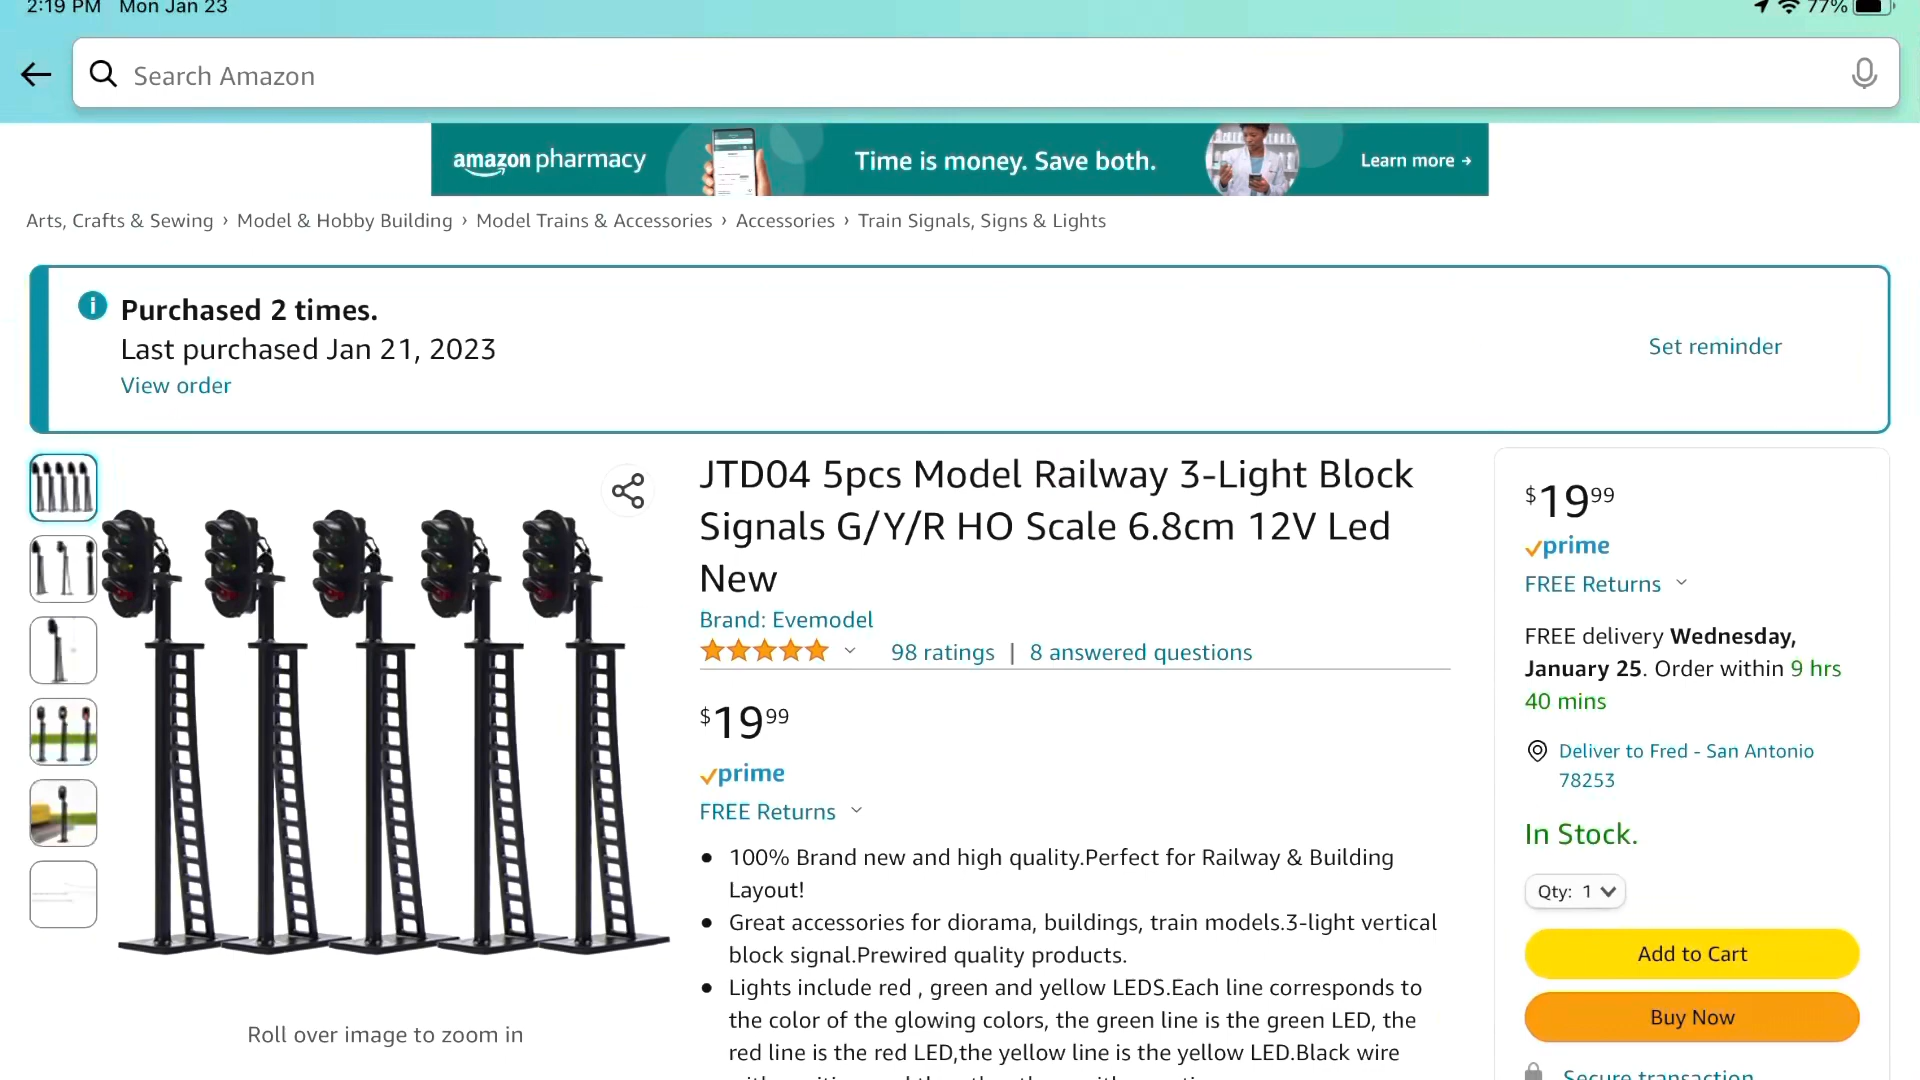 2:19 PM Mon Jan 23
77%
Search Amazon
amazon pharmacy
Time is money. Save both.
Learn more →
Arts, Crafts & Sewing › Model & Hobby Building › Model Trains & Accessories › Accessories › Train Signals, Signs & Lights
Purchased 2 times.
Last purchased Jan 21, 2023
View order
Set reminder
JTD04 5pcs Model Railway 3-Light Block
Signals G/Y/R HO Scale 6.8cm 12V Led
New
Brand: Evemodel
98 ratings | 8 answered questions
$19 99
prime
FREE Returns
• 100% Brand new and high quality.Perfect for Railway & Building
Layout!
• Great accessories for diorama, buildings, train models.3-light vertical
block signal.Prewired quality products.
• Lights include red , green and yellow LEDS.Each line corresponds to
the color of the glowing colors, the green line is the green LED, the
red line is the red LED,the yellow line is the yellow LED.Black wire
Roll over image to zoom in
$19 99
prime
FREE Returns
FREE delivery Wednesday,
January 25. Order within 9 hrs
40 mins
Deliver to Fred - San Antonio
78253
In Stock.
Qty: 1
Add to Cart
Buy Now
Secure transaction